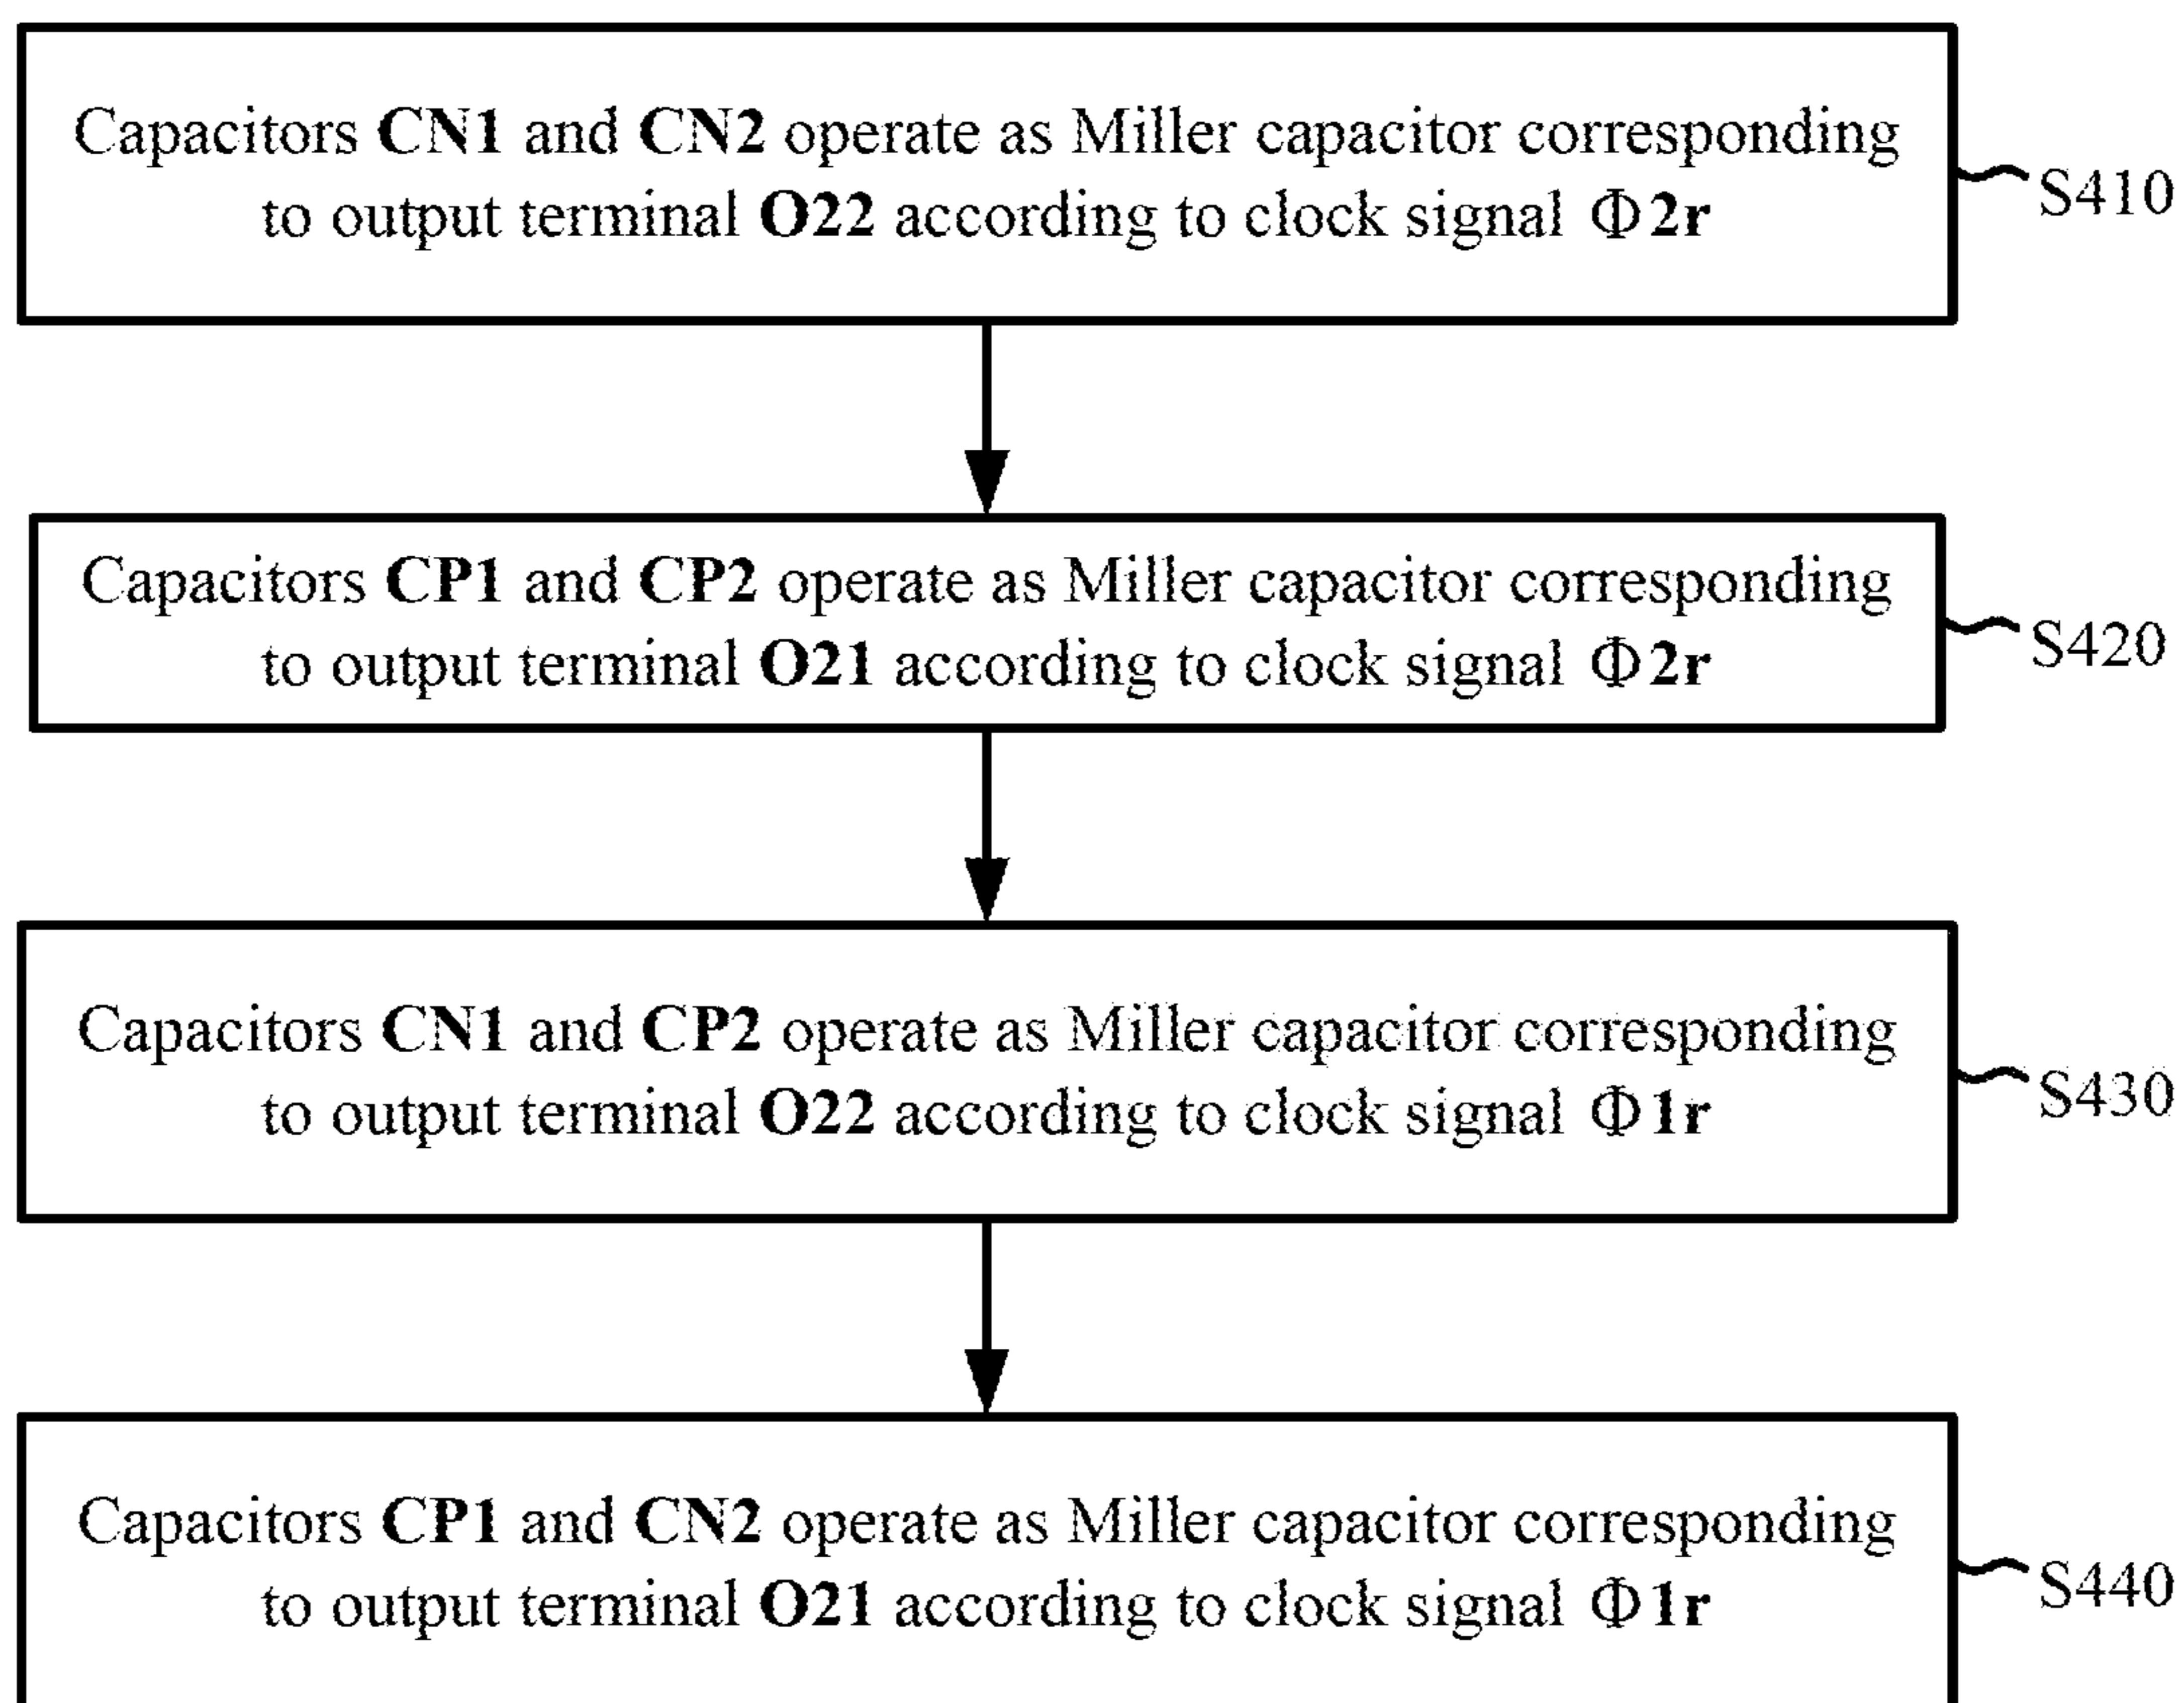 Capacitors CN1 and CN2 operate as Miller capacitor corresponding
to output terminal O22 according to clock signal Φ2r
S410
Capacitors CP1 and CP2 operate as Miller capacitor corresponding
to output terminal O21 according to clock signal Φ2r
S420
Capacitors CN1 and CP2 operate as Miller capacitor corresponding
to output terminal O22 according to clock signal Φ1r
S430
Capacitors CP1 and CN2 operate as Miller capacitor corresponding
to output terminal O21 according to clock signal Φ1r
S440